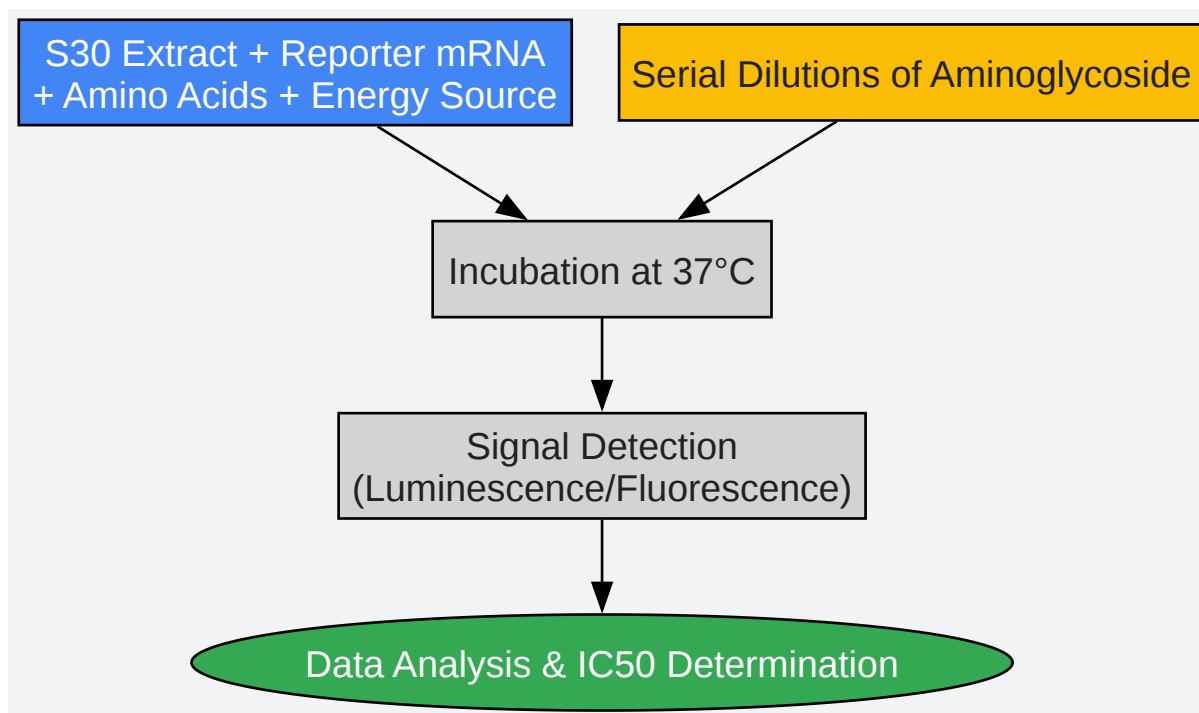 S30 Extract + Reporter mRNA
+ Amino Acids + Energy Source
Serial Dilutions of Aminoglycoside
Incubation at 37°C
Signal Detection
(Luminescence/Fluorescence)
Data Analysis & IC50 Determination